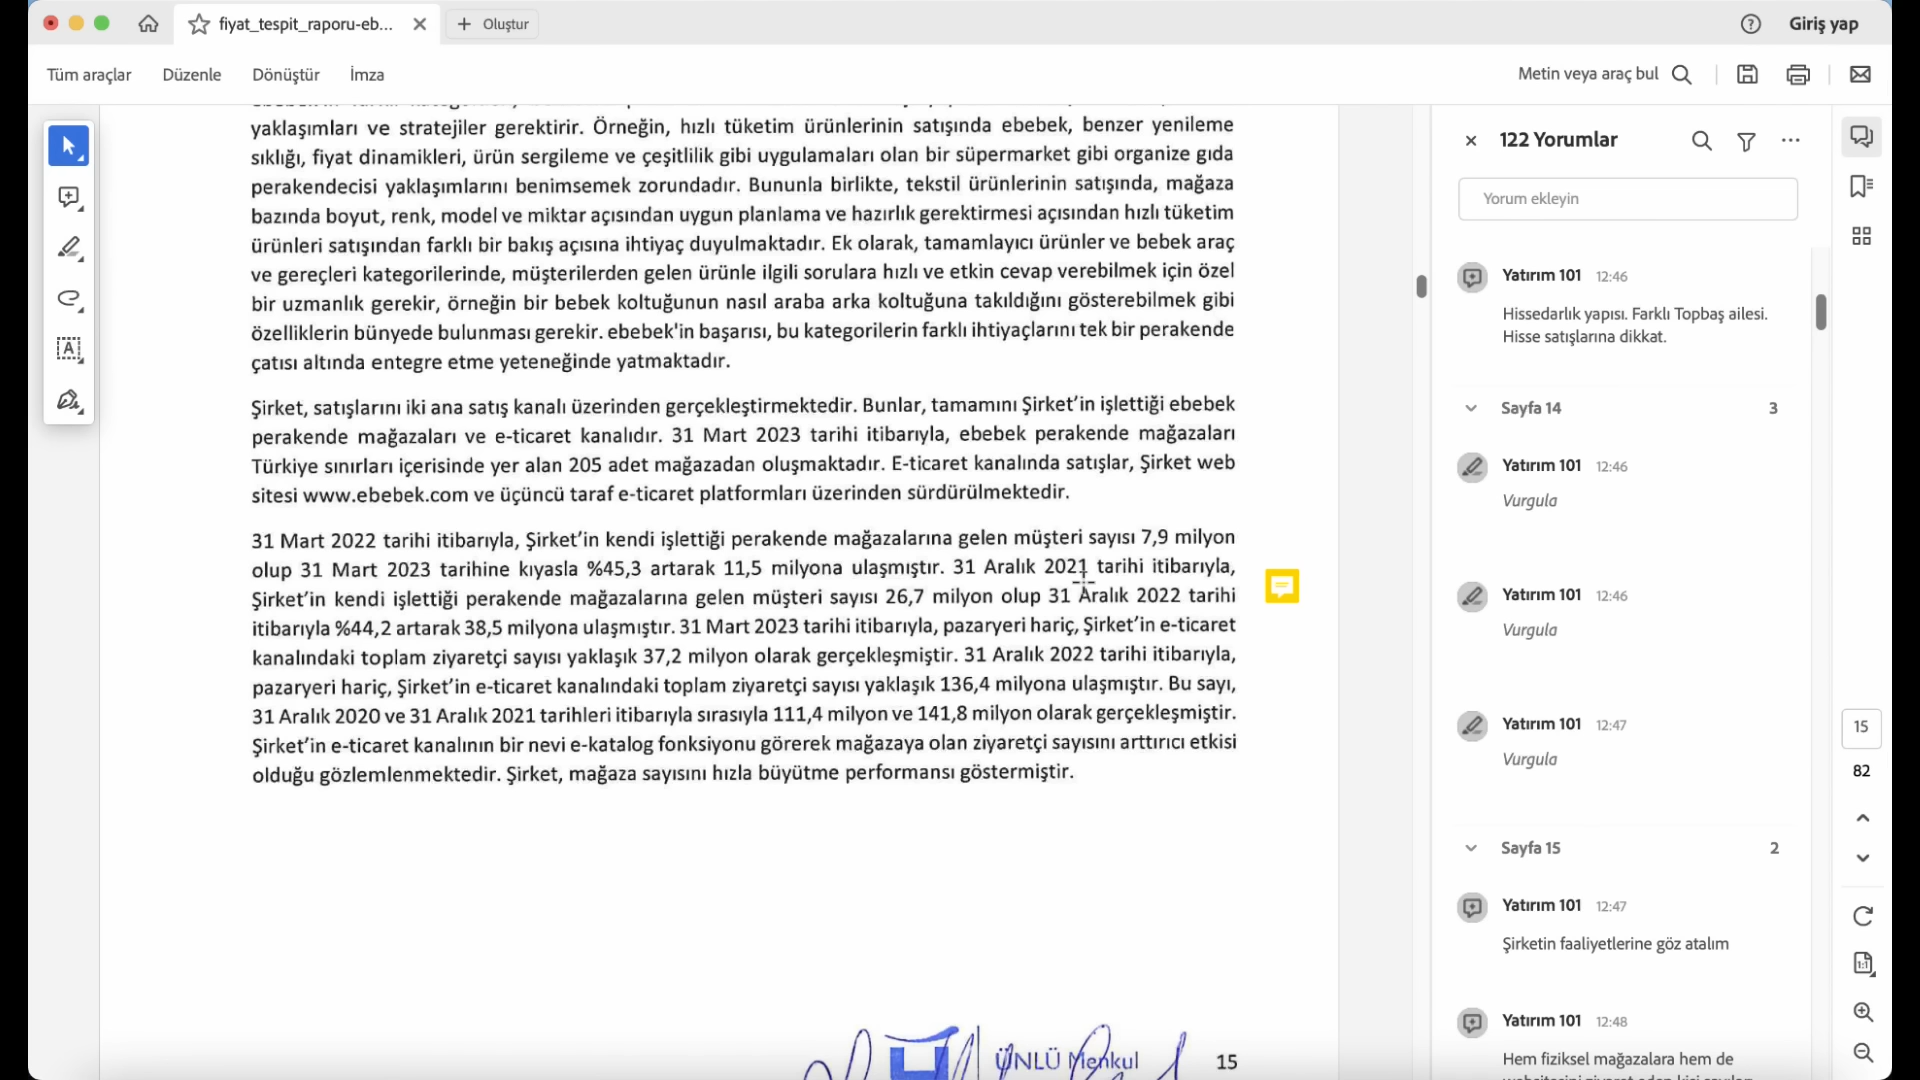 fiyat_tespit_raporu-eb...
Oluştur
Giriş yap
Tüm araçlar
Düzenle
Dönüştür
İmza
Metin veya araç bul
yaklaşımları ve stratejiler gerektirir. Örneğin, hızlı tüketim ürünlerinin satışında ebebek, benzer yenileme
sıklığı, fiyat dinamikleri, ürün sergileme ve çeşitlilik gibi uygulamaları olan bir süpermarket gibi organize gıda
perakendecisi yaklaşımlarını benimsemek zorundadır. Bununla birlikte, tekstil ürünlerinin satışında, mağaza
bazında boyut, renk, model ve miktar açısından uygun planlama ve hazırlık gerektirmesi açısından hızlı tüketim
ürünleri satışından farklı bir bakış açısına ihtiyaç duyulmaktadır. Ek olarak, tamamlayıcı ürünler ve bebek araç
ve gereçleri kategorilerinde, müşterilerden gelen ürünle ilgili sorulara hızlı ve etkin cevap verebilmek için özel
bir uzmanlık gerekir, örneğin bir bebek koltuğunun nasıl araba arka koltuğuna takıldığını gösterebilmek gibi
özelliklerin bünyede bulunması gerekir. ebebek'in başarısı, bu kategorilerin farklı ihtiyaçlarını tek bir perakende
çatısı altında entegre etme yeteneğinde yatmaktadır.
Şirket, satışlarını iki ana satış kanalı üzerinden gerçekleştirmektedir. Bunlar, tamamını Şirket'in işlettiği ebebek
perakende mağazaları ve e-ticaret kanalıdır. 31 Mart 2023 tarihi itibarıyla, ebebek perakende mağazaları
Türkiye sınırları içerisinde yer alan 205 adet mağazadan oluşmaktadır. E-ticaret kanalında satışlar, Şirket web
sitesi www.ebebek.com ve üçüncü taraf e-ticaret platformları üzerinden sürdürülmektedir.
31 Mart 2022 tarihi itibarıyla, Şirket'in kendi işlettiği perakende mağazalarına gelen müşteri sayısı 7,9 milyon
olup 31 Mart 2023 tarihine kıyasla %45,3 artarak 11,5 milyona ulaşmıştır. 31 Aralık 2021 tarihi itibarıyla,
Şirket'in kendi işlettiği perakende mağazalarına gelen müşteri sayısı 26,7 milyon olup 31 Aralık 2022 tarihi
itibarıyla %44,2 artarak 38,5 milyona ulaşmıştır. 31 Mart 2023 tarihi itibarıyla, pazaryeri hariç, Şirket'in e-ticaret
kanalındaki toplam ziyaretçi sayısı yaklaşık 37,2 milyon olarak gerçekleşmiştir. 31 Aralık 2022 tarihi itibarıyla,
pazaryeri hariç, Şirket'in e-ticaret kanalındaki toplam ziyaretçi sayısı yaklaşık 136,4 milyona ulaşmıştır. Bu sayı,
31 Aralık 2020 ve 31 Aralık 2021 tarihleri itibarıyla sırasıyla 111,4 milyon ve 141,8 milyon olarak gerçekleşmiştir.
Şirket'in e-ticaret kanalının bir nevi e-katalog fonksiyonu görerek mağazaya olan ziyaretçi sayısını arttırıcı etkisi
olduğu gözlemlenmektedir. Şirket, mağaza sayısını hızla büyütme performansı göstermiştir.
ÜNLÜ Menkul
15
122 Yorumlar
Yorum ekleyin
Yatırım 101 12:46
Hissedarlık yapısı. Farklı Topbaş ailesi.
Hisse satışlarına dikkat.
Sayfa 14 3
Yatırım 101 12:46
Vurgula
Yatırım 101 12:46
Vurgula
Yatırım 101 12:47
Vurgula
Sayfa 15 2
Yatırım 101 12:47
Şirketin faaliyetlerine göz atalım
Yatırım 101 12:48
Hem fiziksel mağazalara hem de
15
82